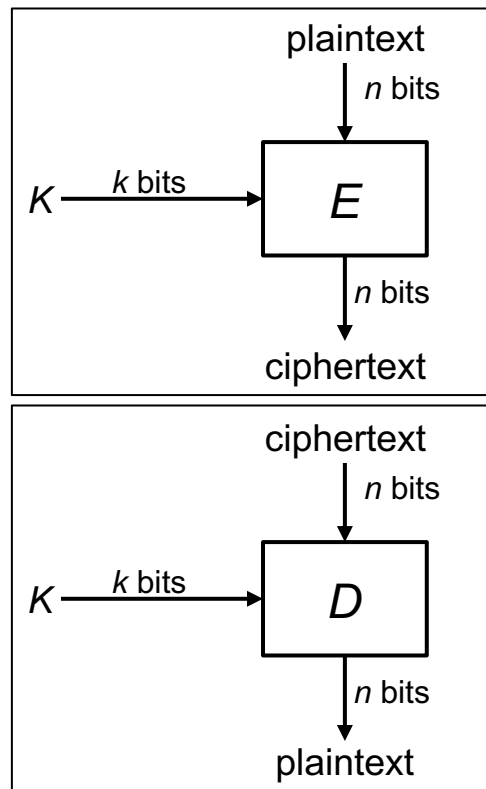 plaintext
n bits
k bits
K
E
n bits
ciphertext
ciphertext
n bits
k bits
K
D
n bits
plaintext